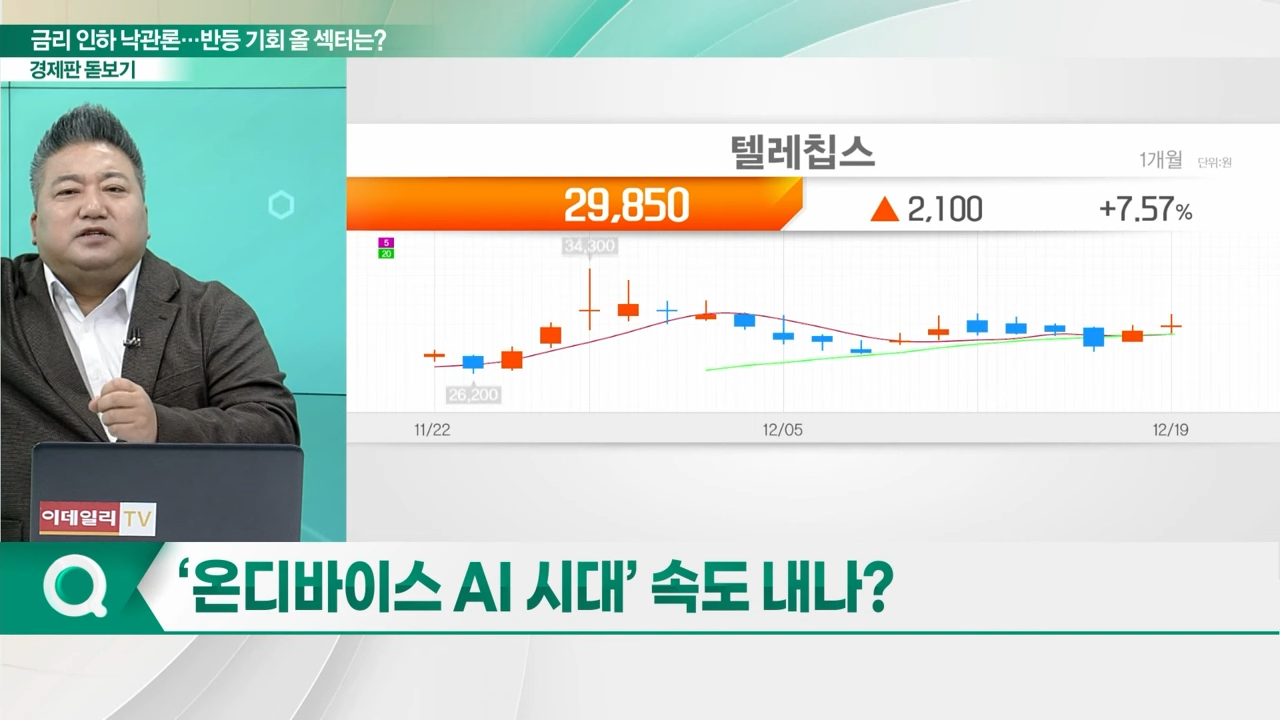 금리 인하 낙관론…반등 기회 올 섹터는?
경제판 돋보기
텔레칩스
1개월 단위:원
29,850 ▲ 2,100 +7.57%
5
20
34,300
26,200
11/22 12/05 12/19
이데일리 TV
‘온디바이스 AI 시대’ 속도 내나?